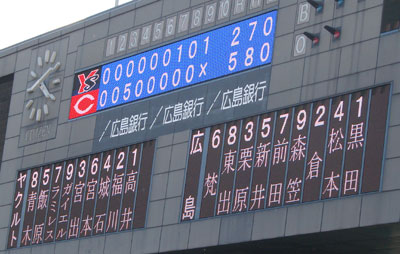 1 2 3 4 5 6 7 8 9 10
YS 000000101 270
C 00500000x 580
B
O
/広島銀行/広島銀行/広島銀行
ヤクルト
8 青木
5 飯原
7 ラミレス
9 ガイエル
3 宮出
6 宮本
4 城石
2 福川
1 高井
広島
6 梵
8 東出
3 栗原
5 新井
7 前田
9 森笠
2 倉
4 松本
1 黒田